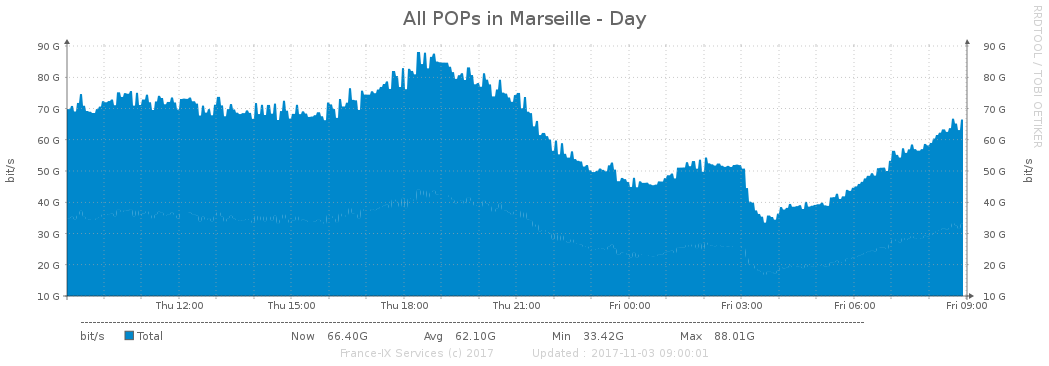 All POPs in Marseille - Day
RRDTOOL / TOBI OETIKER
bit/s
90 G
80 G
70 G
60 G
50 G
40 G
30 G
20 G
10 G
90 G
80 G
70 G
60 G
50 G
40 G
30 G
20 G
10 G
bit/s
Thu 12:00 Thu 15:00 Thu 18:00 Thu 21:00 Fri 00:00 Fri 03:00 Fri 06:00 Fri 09:00
bit/s Total Now 66.40G Avg 62.10G Min 33.42G Max 88.01G
France-IX Services (c) 2017 Updated : 2017-11-03 09:00:01